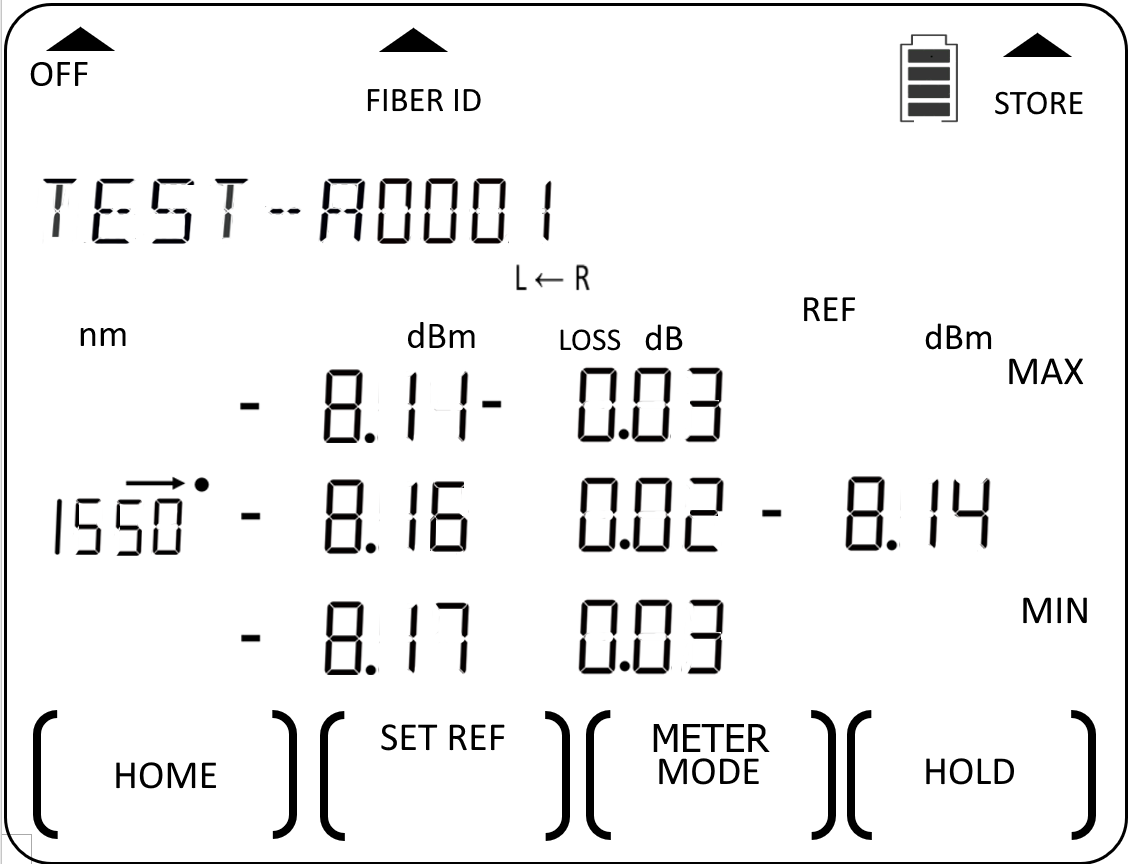 OFF
FIBER ID
STORE
TEST--A0001
L ← R
nm dBm LOSS dB REF dBm
- 8.11 - 0.03 MAX
1550 → • - 8.16 0.02 - 8.14
- 8.17 0.03 MIN
HOME
SET REF
METER
MODE
HOLD